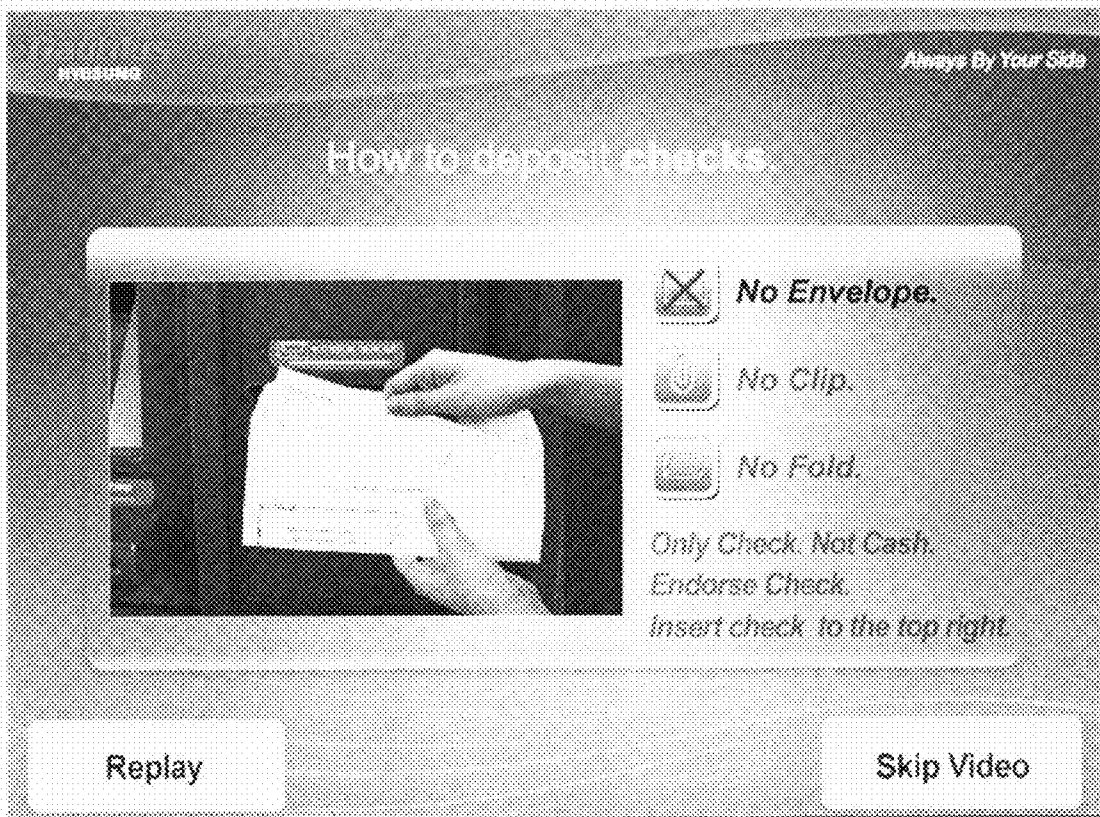 HYOSUNG
Always By Your Side
How to deposit checks.
No Envelope.
No Clip.
No Fold.
Only Check. Not Cash.
Endorse Check.
Insert check to the top right.
Replay
Skip Video